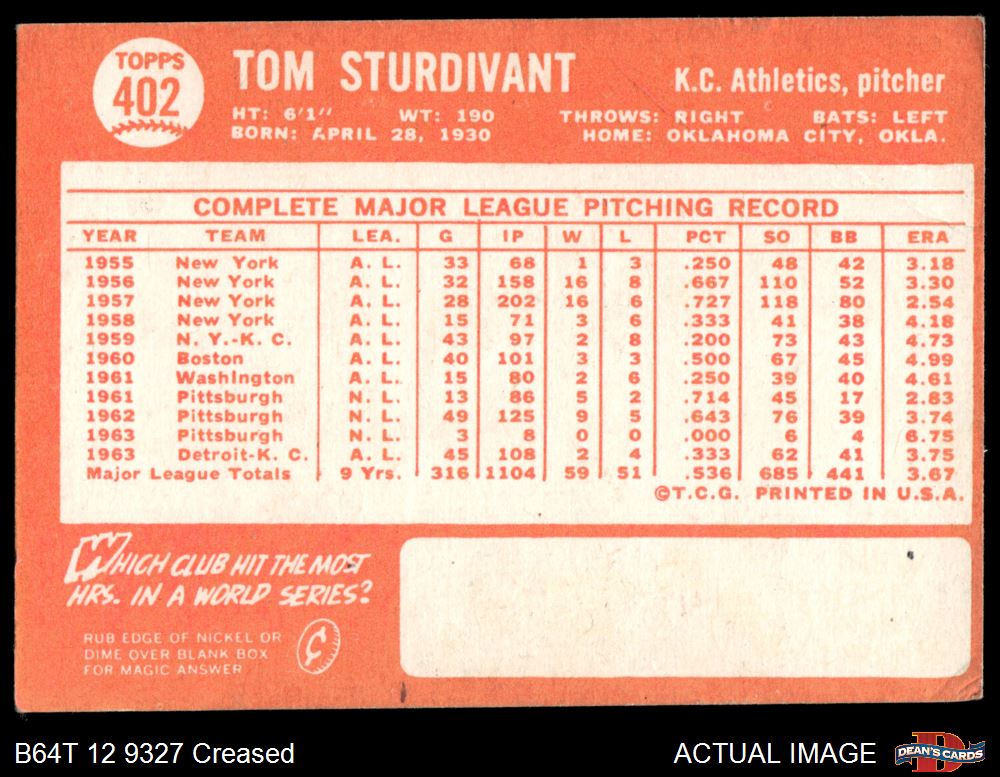 TOPPS
402
TOM STURDIVANT
K.C. Athletics, pitcher
HT: 6'1" WT: 190 THROWS: RIGHT BATS: LEFT
BORN: APRIL 28, 1930 HOME: OKLAHOMA CITY, OKLA.
COMPLETE MAJOR LEAGUE PITCHING RECORD
YEAR TEAM LEA. G IP W L PCT SO BB ERA
1955 New York A. L. 33 68 1 3 .250 48 42 3.18
1956 New York A. L. 32 158 16 8 .667 110 52 3.30
1957 New York A. L. 28 202 16 6 .727 118 80 2.54
1958 New York A. L. 15 71 3 6 .333 41 38 4.18
1959 N. Y.-K. C. A. L. 43 97 2 8 .200 73 43 4.73
1960 Boston A. L. 40 101 3 3 .500 67 45 4.99
1961 Washington A. L. 15 80 2 6 .250 39 40 4.61
1961 Pittsburgh N. L. 13 86 5 2 .714 45 17 2.83
1962 Pittsburgh N. L. 49 125 9 5 .643 76 39 3.74
1963 Pittsburgh N. L. 3 8 0 0 .000 6 4 6.75
1963 Detroit-K. C. A. L. 45 108 2 4 .333 62 41 3.75
Major League Totals 9 Yrs. 316 1104 59 51 .536 685 441 3.67
©T.C.G. PRINTED IN U.S.A.
WHICH CLUB HIT THE MOST
HRS. IN A WORLD SERIES?
RUB EDGE OF NICKEL OR
DIME OVER BLANK BOX
FOR MAGIC ANSWER
¢
B64T 12 9327 Creased
ACTUAL IMAGE
D
DEAN'S CARDS